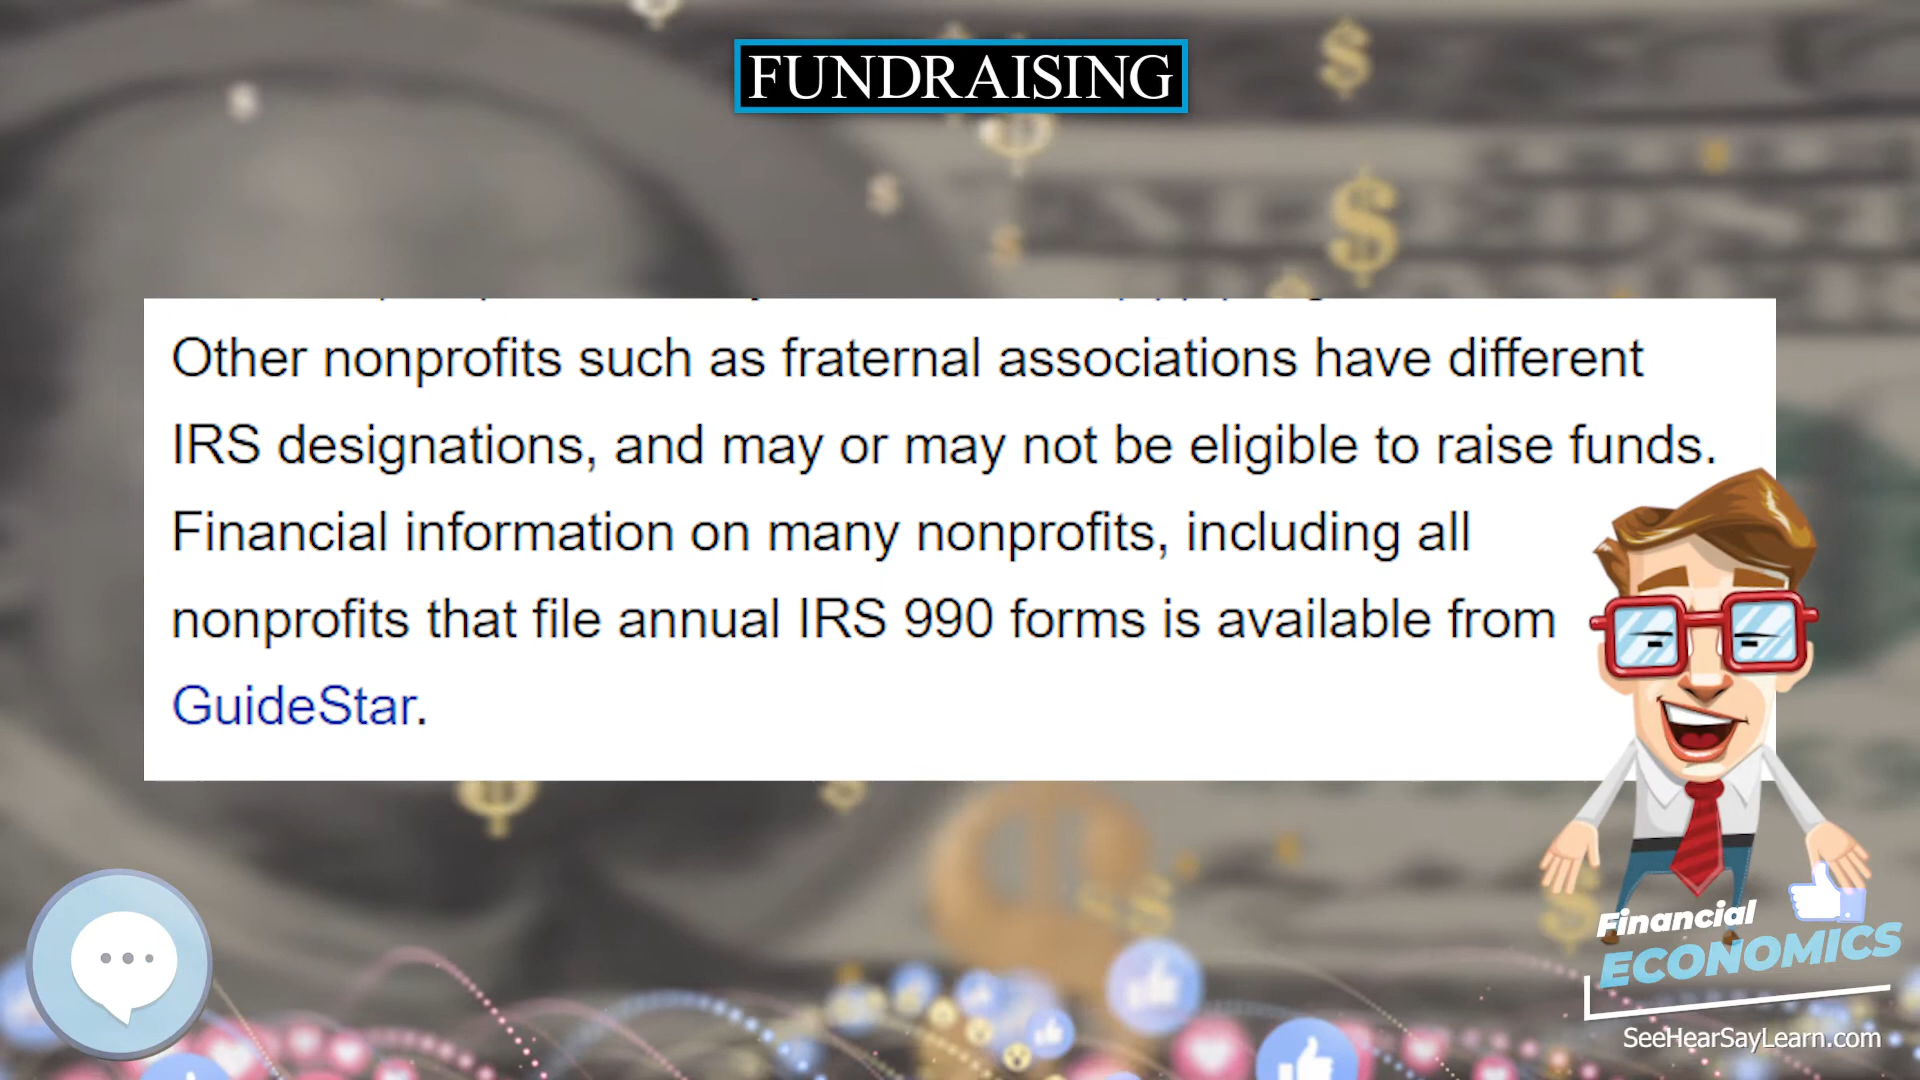 FUNDRAISING
Other nonprofits such as fraternal associations have different
IRS designations, and may or may not be eligible to raise funds.
Financial information on many nonprofits, including all
nonprofits that file annual IRS 990 forms is available from
GuideStar.
Financial
ECONOMICS
SeeHearSayLearn.com